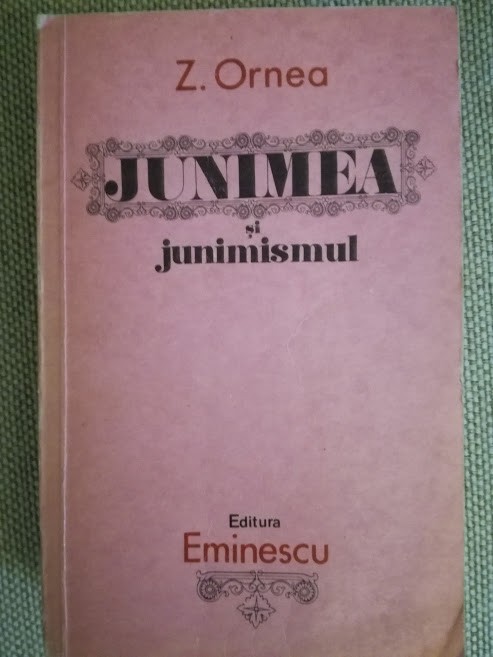 Z. Ornea
JUNIMEA
și
junimismul
Editura
Eminescu